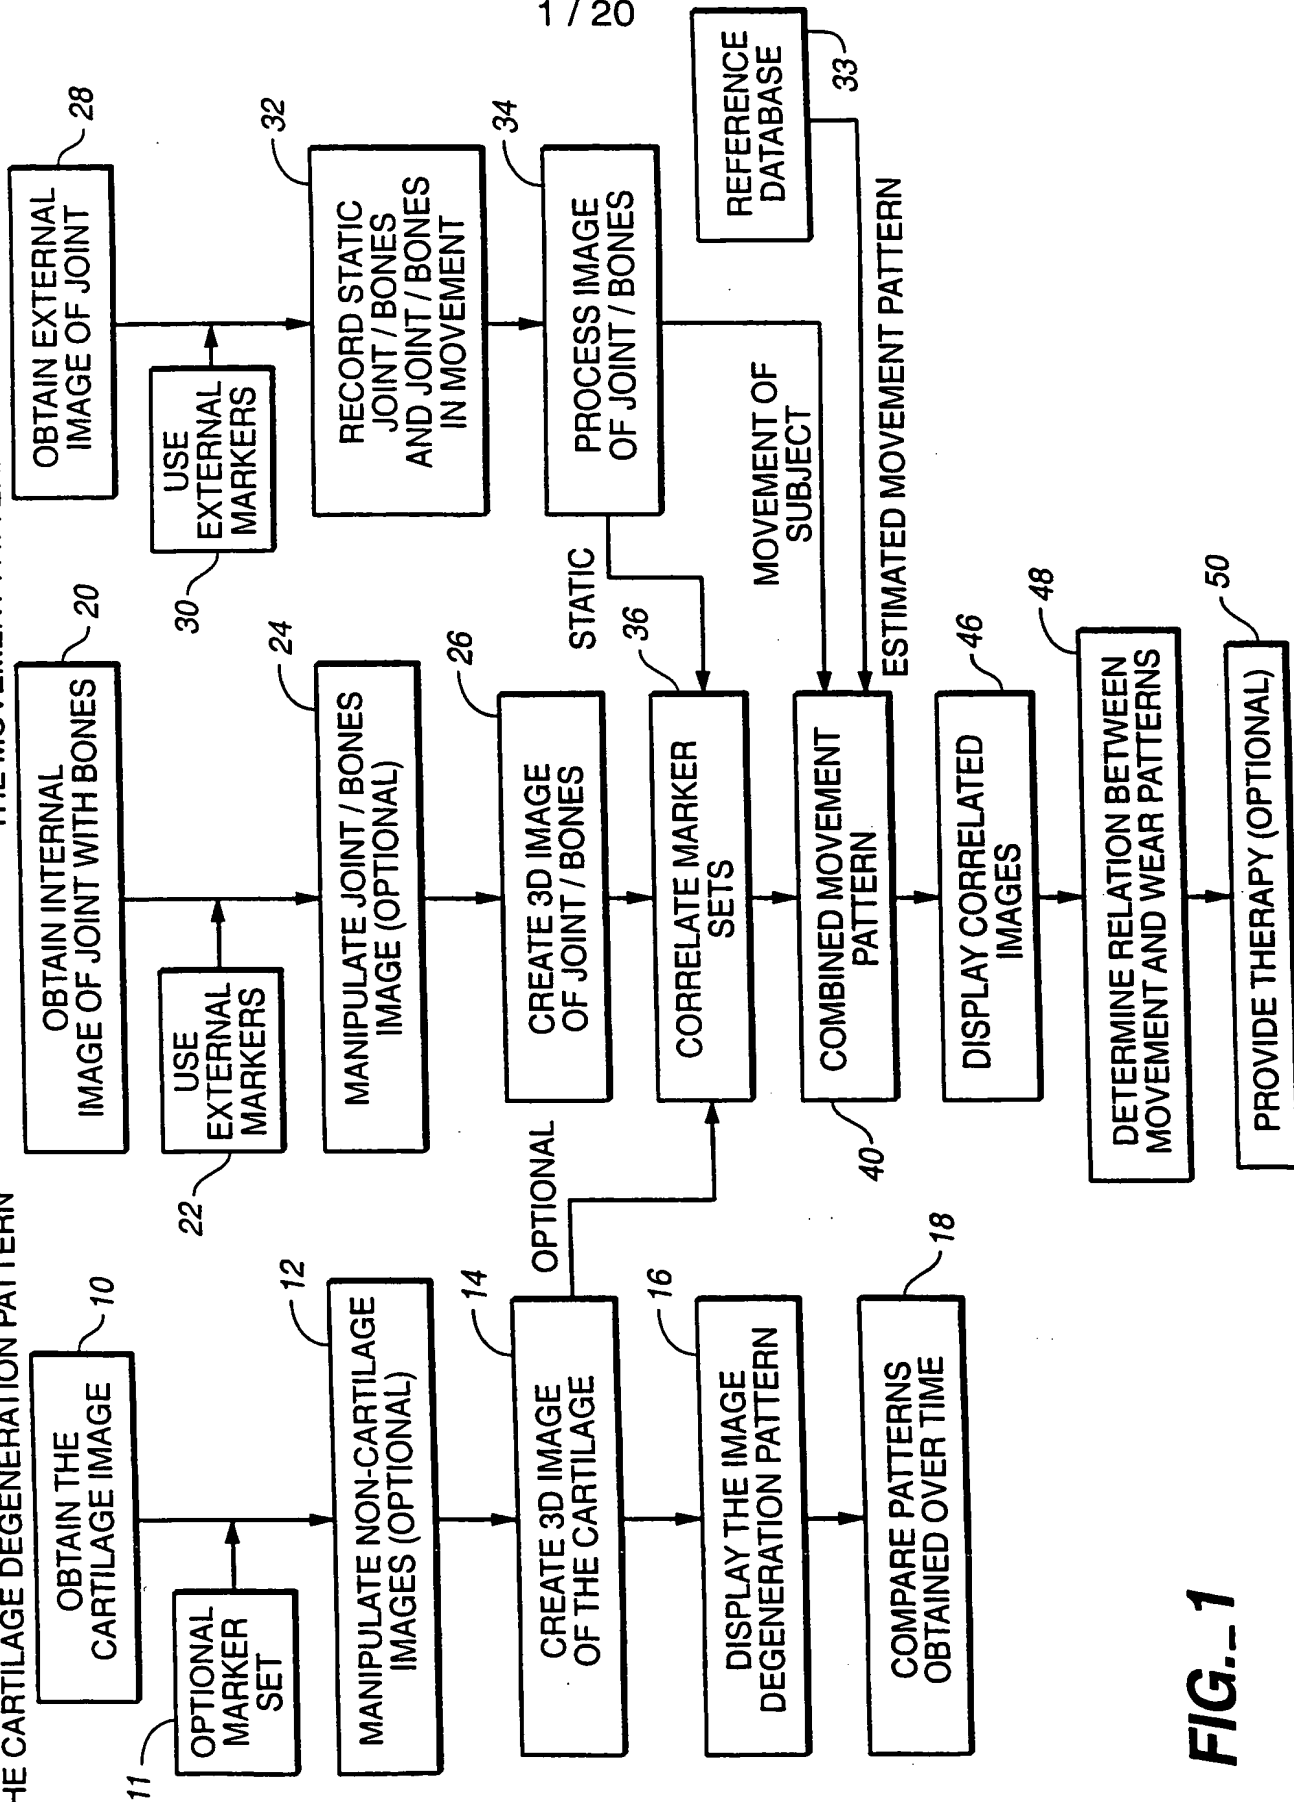 1 / 20
THE CARTILAGE DEGENERATION PATTERN
OBTAIN THE
CARTILAGE IMAGE
10
OPTIONAL
MARKER
SET
11
MANIPULATE NON-CARTILAGE
IMAGES (OPTIONAL)
12
CREATE 3D IMAGE
OF THE CARTILAGE
14
OPTIONAL
DISPLAY THE IMAGE
DEGENERATION PATTERN
16
COMPARE PATTERNS
OBTAINED OVER TIME
18
THE MOVEMENT PATTERN
OBTAIN INTERNAL
IMAGE OF JOINT WITH BONES
20
USE
EXTERNAL
MARKERS
22
MANIPULATE JOINT / BONES
IMAGE (OPTIONAL)
24
CREATE 3D IMAGE
OF JOINT / BONES
26
CORRELATE MARKER
SETS
36
COMBINED MOVEMENT
PATTERN
40
DISPLAY CORRELATED
IMAGES
46
DETERMINE RELATION BETWEEN
MOVEMENT AND WEAR PATTERNS
48
PROVIDE THERAPY (OPTIONAL)
50
OBTAIN EXTERNAL
IMAGE OF JOINT
28
USE
EXTERNAL
MARKERS
30
RECORD STATIC
JOINT / BONES
AND JOINT / BONES
IN MOVEMENT
32
PROCESS IMAGE
OF JOINT / BONES
34
STATIC
MOVEMENT OF
SUBJECT
REFERENCE
DATABASE
33
ESTIMATED MOVEMENT PATTERN
FIG._1